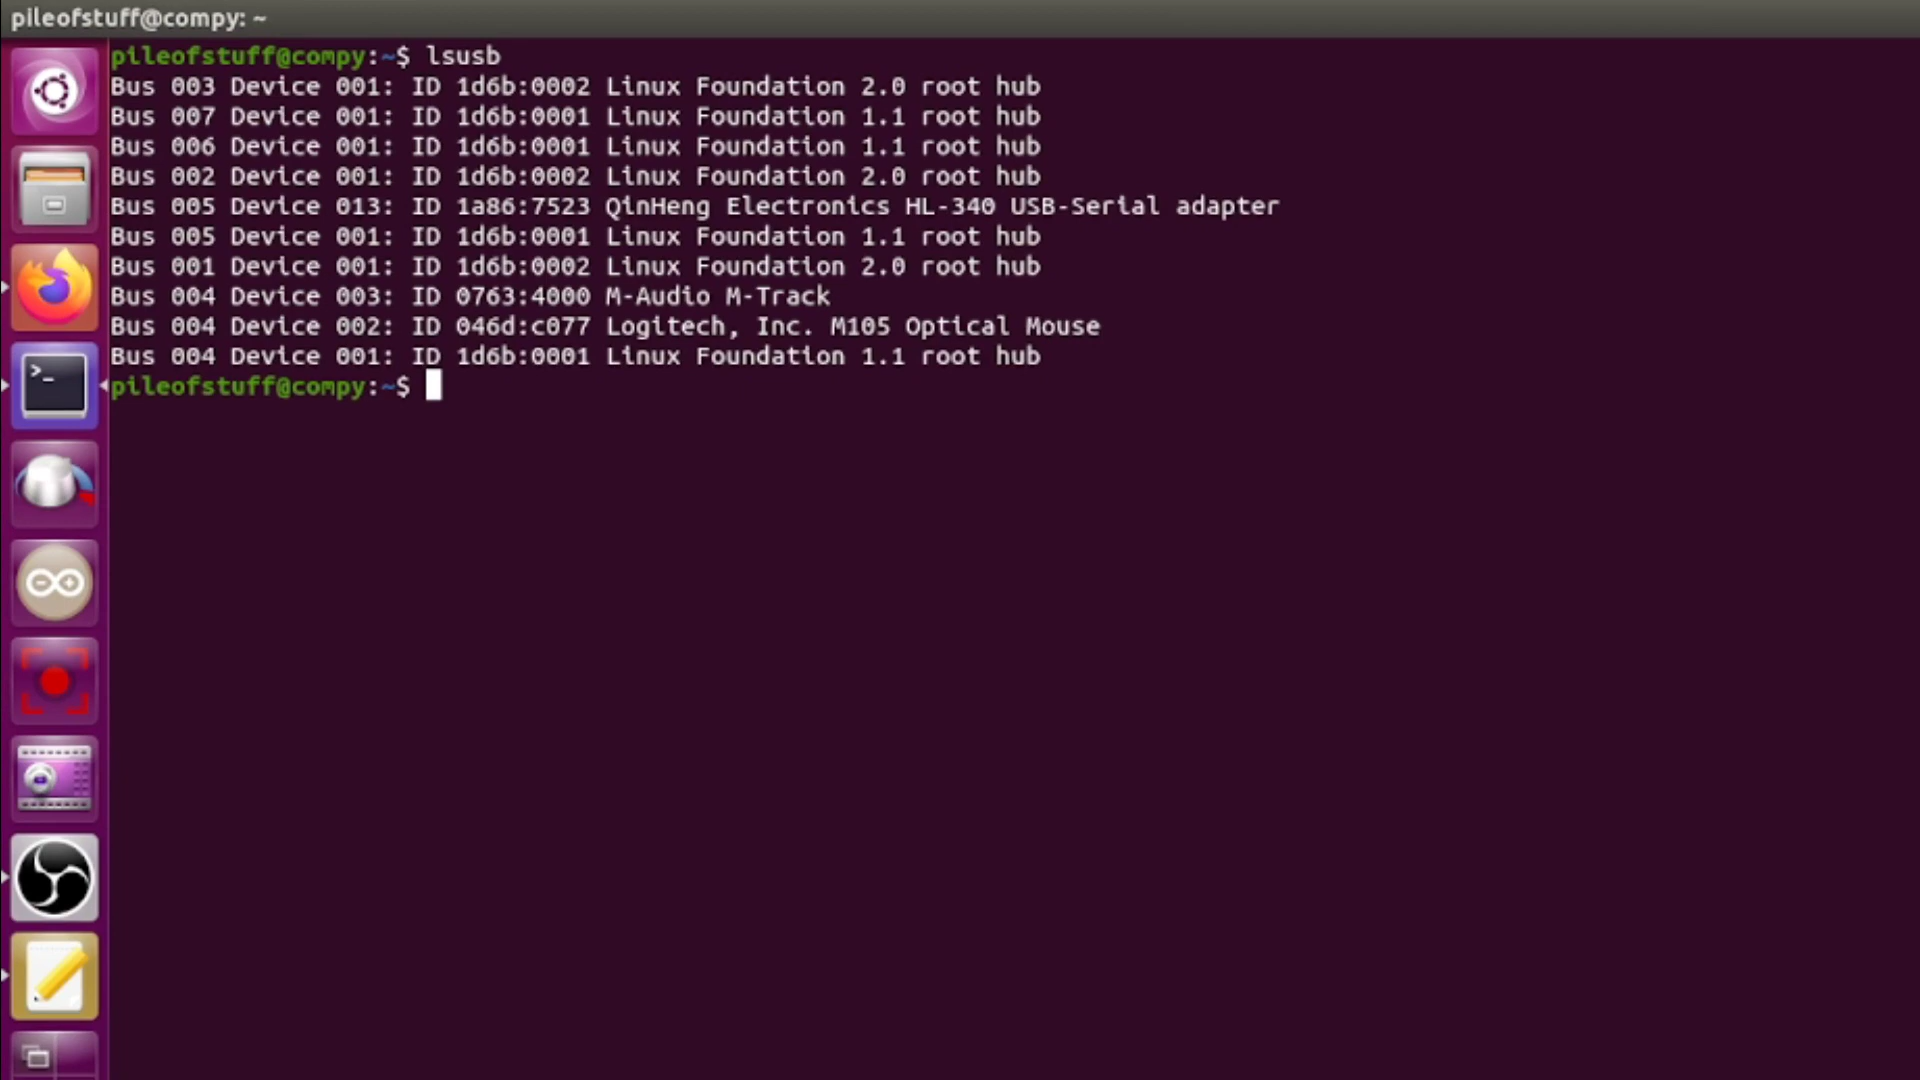 pileofstuff@compy: ~
pileofstuff@compy:~$ lsusb
Bus 003 Device 001: ID 1d6b:0002 Linux Foundation 2.0 root hub
Bus 007 Device 001: ID 1d6b:0001 Linux Foundation 1.1 root hub
Bus 006 Device 001: ID 1d6b:0001 Linux Foundation 1.1 root hub
Bus 002 Device 001: ID 1d6b:0002 Linux Foundation 2.0 root hub
Bus 005 Device 013: ID 1a86:7523 QinHeng Electronics HL-340 USB-Serial adapter
Bus 005 Device 001: ID 1d6b:0001 Linux Foundation 1.1 root hub
Bus 001 Device 001: ID 1d6b:0002 Linux Foundation 2.0 root hub
Bus 004 Device 003: ID 0763:4000 M-Audio M-Track
Bus 004 Device 002: ID 046d:c077 Logitech, Inc. M105 Optical Mouse
Bus 004 Device 001: ID 1d6b:0001 Linux Foundation 1.1 root hub
pileofstuff@compy:~$